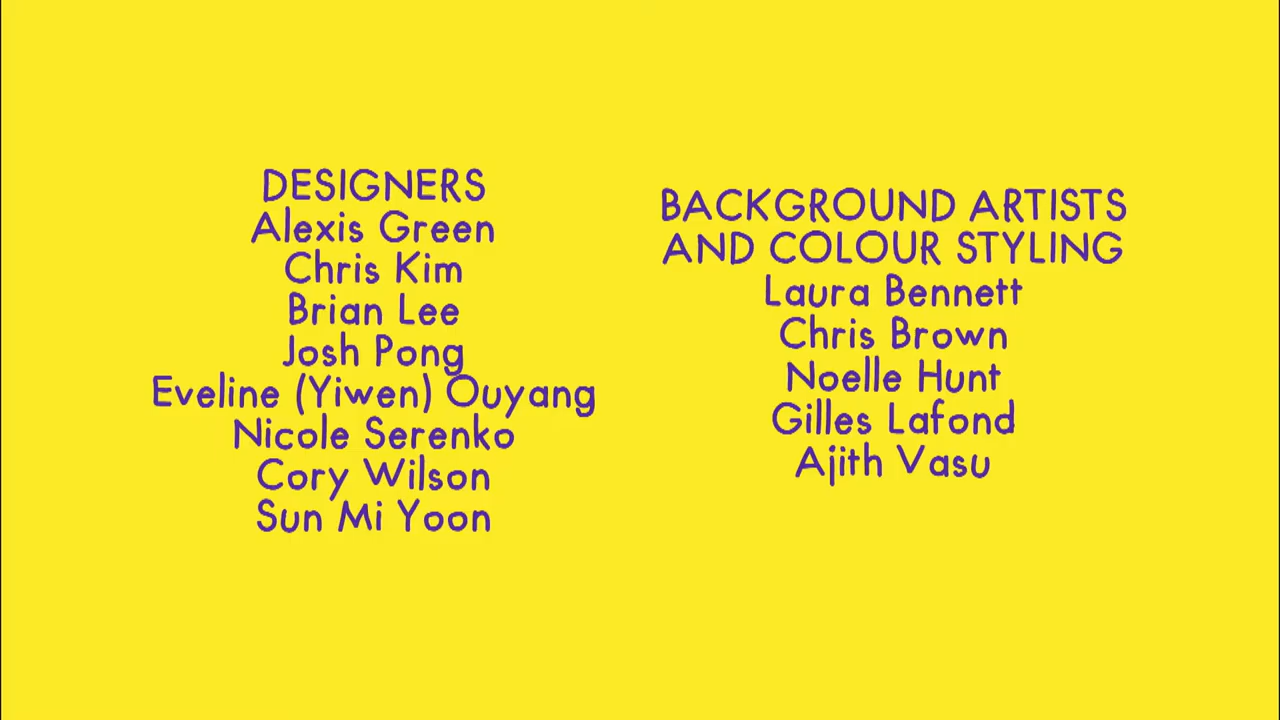 DESIGNERS
Alexis Green
Chris Kim
Brian Lee
Josh Pong
Eveline (Yiwen) Ouyang
Nicole Serenko
Cory Wilson
Sun Mi Yoon
BACKGROUND ARTISTS
AND COLOUR STYLING
Laura Bennett
Chris Brown
Noelle Hunt
Gilles Lafond
Ajith Vasu